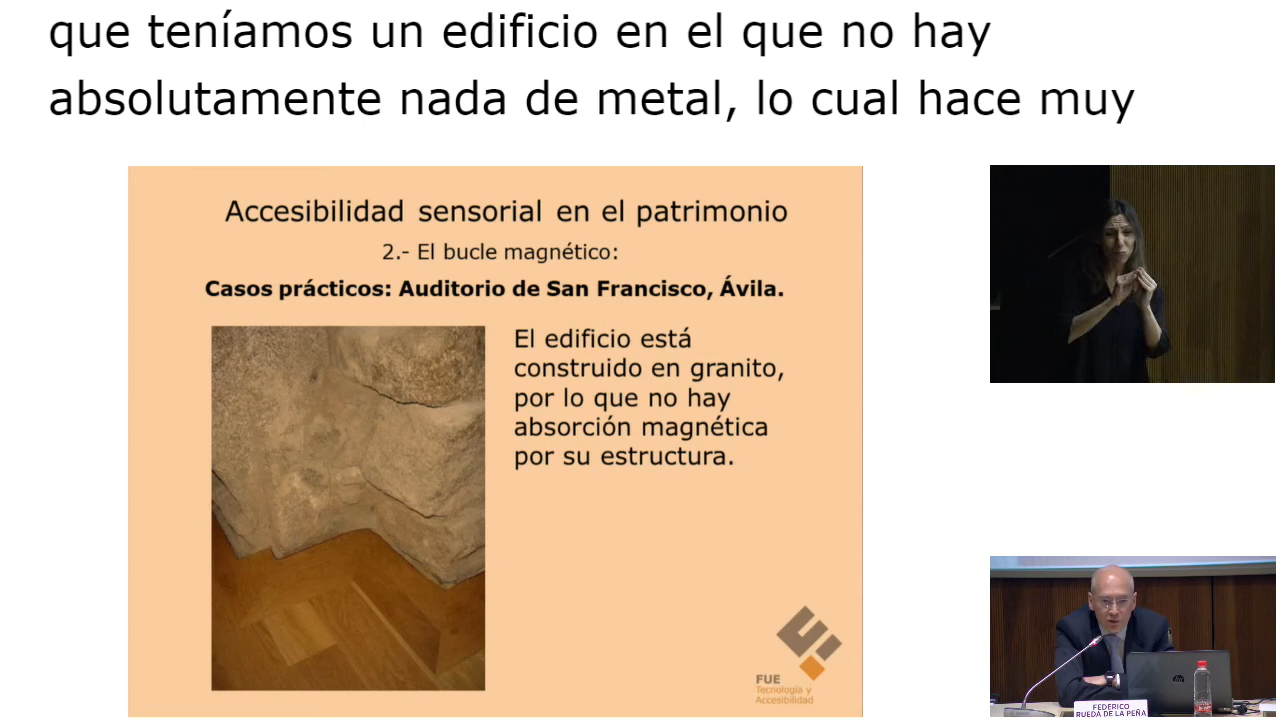 que teníamos un edificio en el que no hay
absolutamente nada de metal, lo cual hace muy
Accesibilidad sensorial en el patrimonio
2.- El bucle magnético:
Casos prácticos: Auditorio de San Francisco, Ávila.
El edificio está
construido en granito,
por lo que no hay
absorción magnética
por su estructura.
FUE
Tecnología y
Accesibilidad
FEDERICO
RUEDA DE LA PEÑA